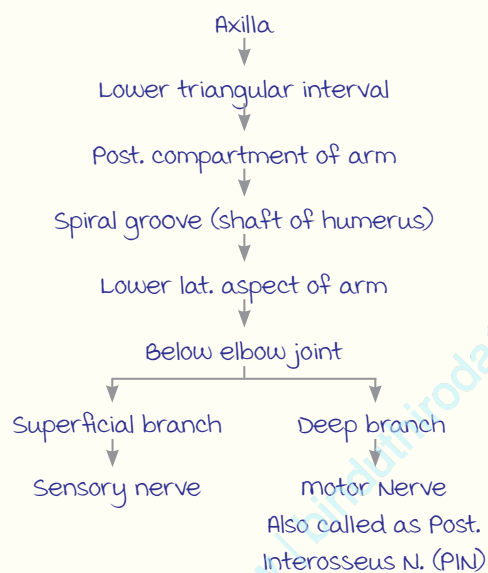 Axilla
Lower triangular interval
Post. compartment of arm
Spiral groove (shaft of humerus)
Lower lat. aspect of arm
Below elbow joint
Superficial branch
Deep branch
Sensory nerve
motor Nerve
Also called as Post.
Interosseus N. (PIN)